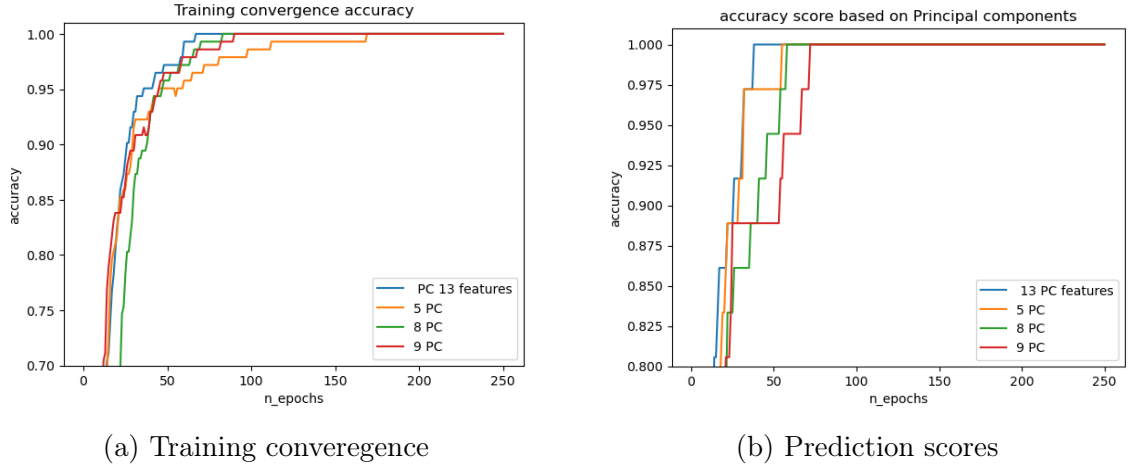 Training convergence accuracy
1.00
0.95
0.90
0.85
0.80
0.75
0.70
accuracy
0
50
100
150
200
250
n_epochs
PC 13 features
5 PC
8 PC
9 PC
(a) Training converegence
accuracy score based on Principal components
1.000
0.975
0.950
0.925
0.900
0.875
0.850
0.825
0.800
accuracy
0
50
100
150
200
250
n_epochs
13 PC features
5 PC
8 PC
9 PC
(b) Prediction scores